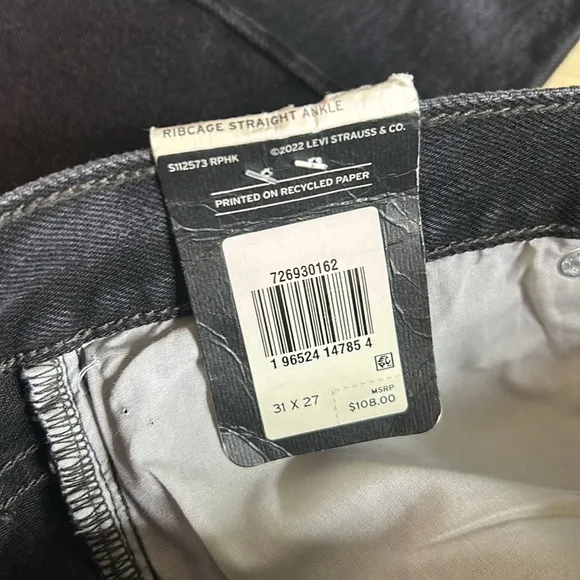 RIBCAGE STRAIGHT ANKLE
S112573 RPHK
©2022 LEVI STRAUSS & CO.
PRINTED ON RECYCLED PAPER
726930162
1 96524 14785 4
31 X 27
MSRP
$108.00